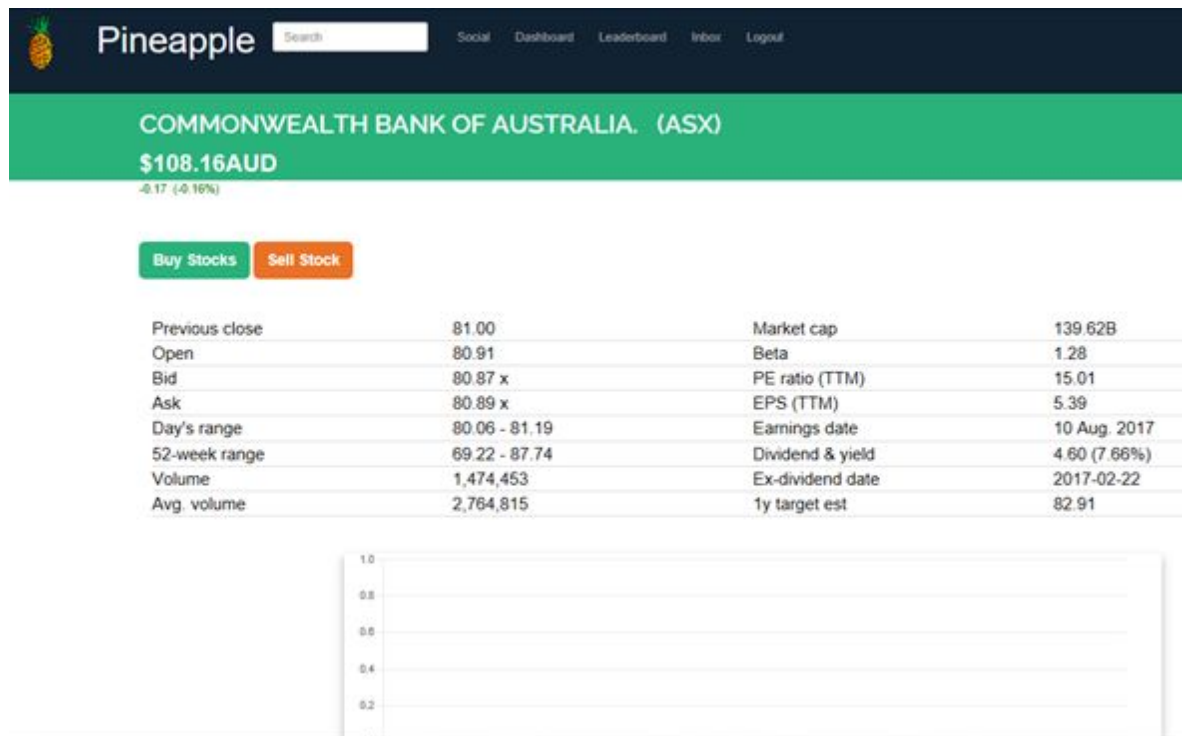 Pineapple Search Social Dashboard Leaderboard Inbox Logout
COMMONWEALTH BANK OF AUSTRALIA. (ASX)
$108.16AUD
-0.17 (-0.16%)
Buy Stocks Sell Stock
Previous close 81.00 Market cap 139.62B
Open 80.91 Beta 1.28
Bid 80.87 x PE ratio (TTM) 15.01
Ask 80.89 x EPS (TTM) 5.39
Day's range 80.06 - 81.19 Earnings date 10 Aug. 2017
52-week range 69.22 - 87.74 Dividend & yield 4.60 (7.66%)
Volume 1,474,453 Ex-dividend date 2017-02-22
Avg. volume 2,764,815 1y target est 82.91
1.0
0.8
0.6
0.4
0.2